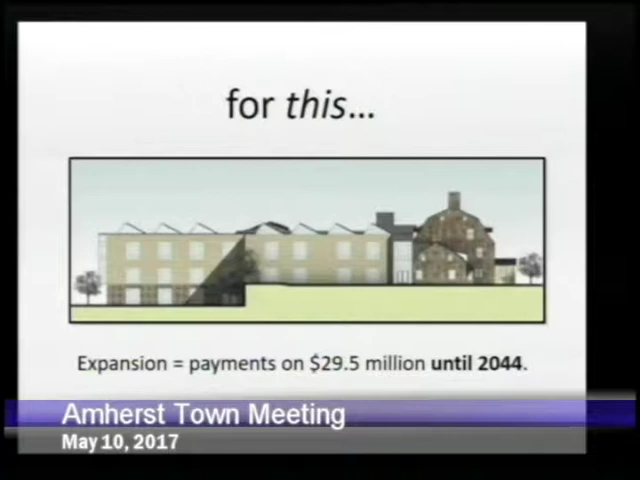 for this...
Expansion = payments on $29.5 million until 2044.
Amherst Town Meeting
May 10, 2017